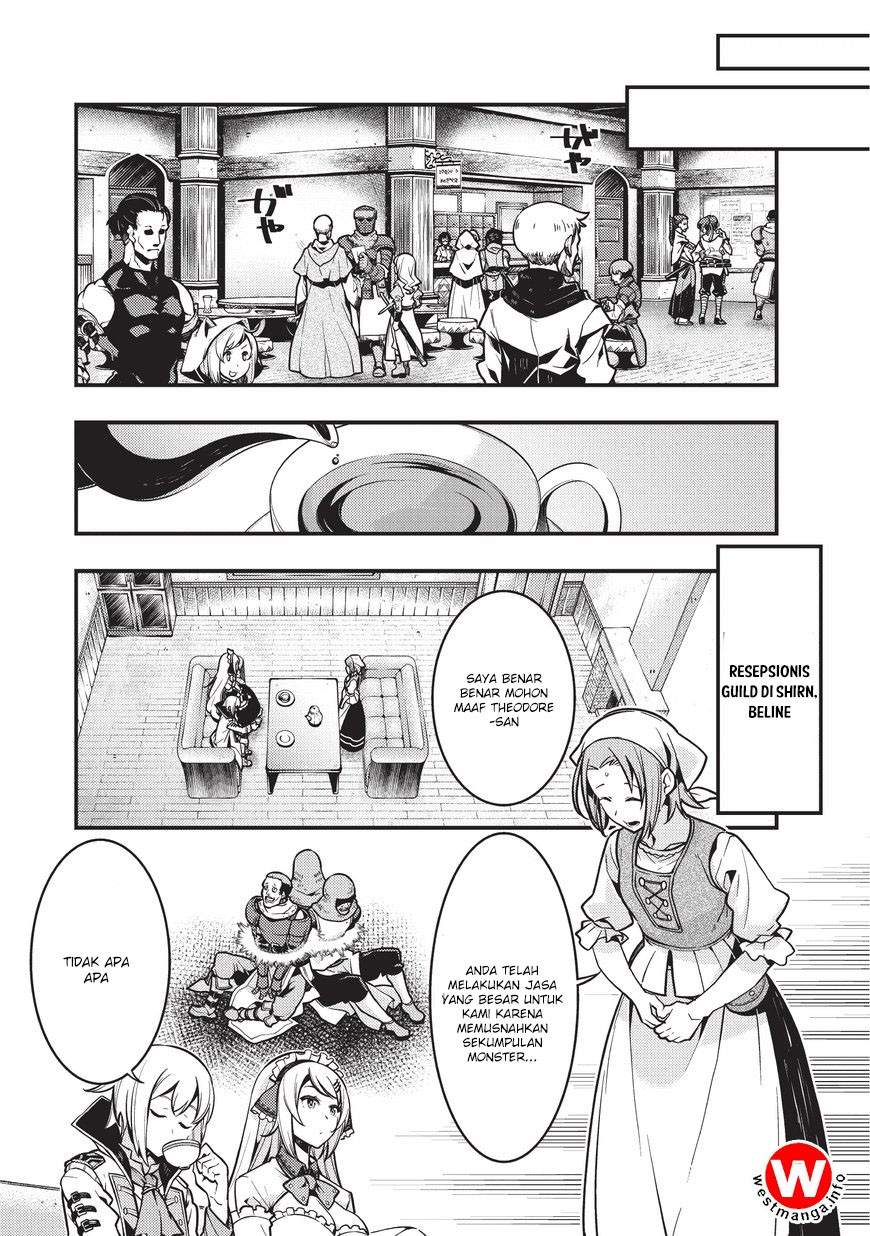 ガヤ
ガヤ
SAYA BENAR
BENAR MOHON
MAAF THEODORE
-SAN
RESEPSIONIS
GUILD DI SHIRN,
BELINE
ANDA TELAH
MELAKUKAN JASA
YANG BESAR UNTUK
KAMI KARENA
MEMUSNAHKAN
SEKUMPULAN
MONSTER...
TIDAK APA
APA
W
westmanga.info